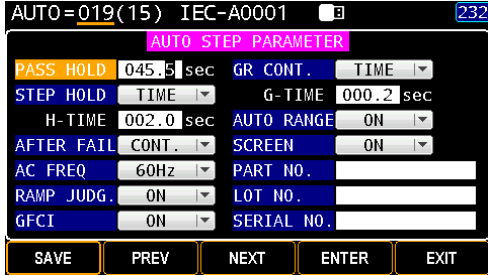 AUTO=019(15) IEC-A0001 232
AUTO STEP PARAMETER
PASS HOLD 045.5 sec GR CONT. TIME
STEP HOLD TIME G-TIME 000.2 sec
H-TIME 002.0 sec AUTO RANGE ON
AFTER FAIL CONT. SCREEN ON
AC FREQ 60Hz PART NO.
RAMP JUDG. ON LOT NO.
GFCI ON SERIAL NO.
SAVE PREV NEXT ENTER EXIT